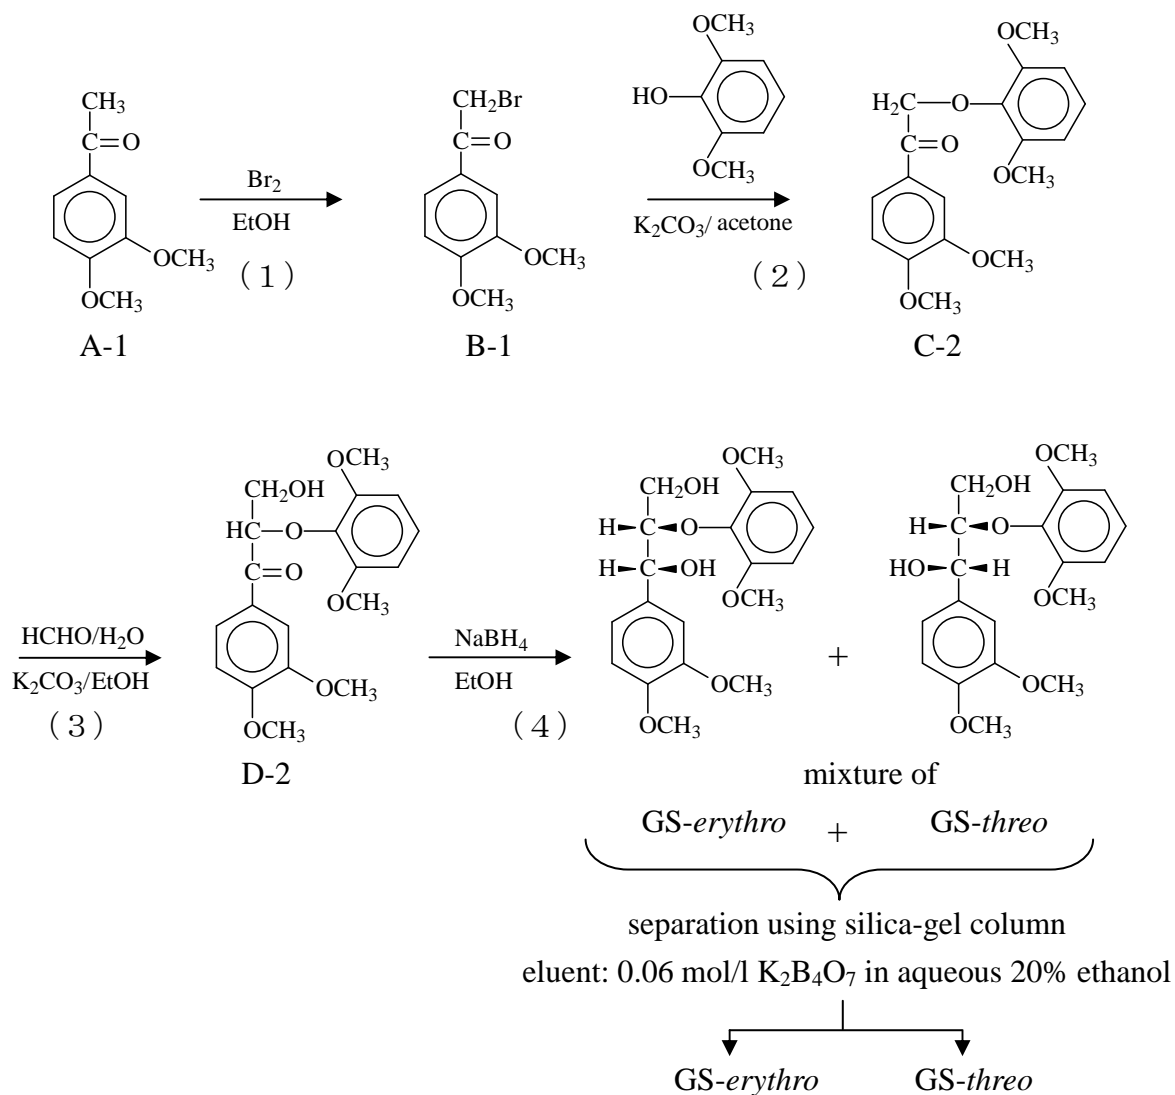 CH3
C=O
OCH3
OCH3
A-1
Br2
EtOH
(1)
CH2Br
C=O
OCH3
OCH3
B-1
OCH3
HO
OCH3
K2CO3/ acetone
(2)
OCH3
H2C
O
C=O
OCH3
OCH3
OCH3
C-2
HCHO/H2O
K2CO3/EtOH
(3)
OCH3
CH2OH
HC
O
C=O
OCH3
OCH3
OCH3
D-2
NaBH4
EtOH
(4)
OCH3
CH2OH
H C O
H C OH
OCH3
OCH3
OCH3
+
OCH3
CH2OH
H C O
HO C H
OCH3
OCH3
OCH3
mixture of
GS-erythro + GS-threo
separation using silica-gel column
eluent: 0.06 mol/l K2B4O7 in aqueous 20% ethanol
GS-erythro GS-threo